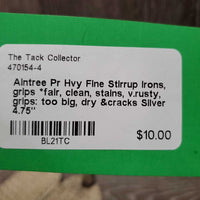 The Tack Collector
470154-4
Aintree Pr Hvy Fine Stirrup Irons,
grips *fair, clean, stains, v.rusty,
grips: too big, dry &cracks Silver
4.75"
$10.00
BL21TC